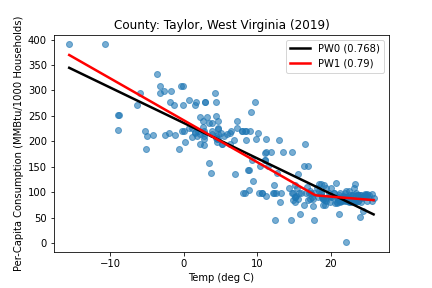 County: Taylor, West Virginia (2019)
Per-Capita Consumption (MMBtu/1000 Households)
400
350
300
250
200
150
100
50
0
PW0 (0.768)
PW1 (0.79)
−10
0
10
20
Temp (deg C)